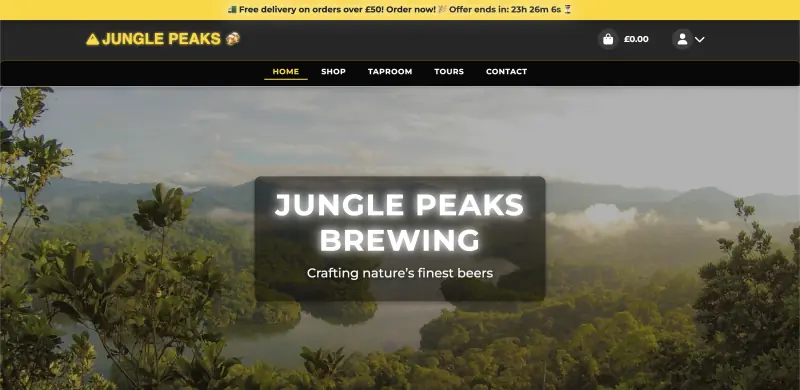 Free delivery on orders over £50! Order now! Offer ends in: 23h 26m 6s
JUNGLE PEAKS
£0.00
HOME SHOP TAPROOM TOURS CONTACT
JUNGLE PEAKS
BREWING
Crafting nature's finest beers